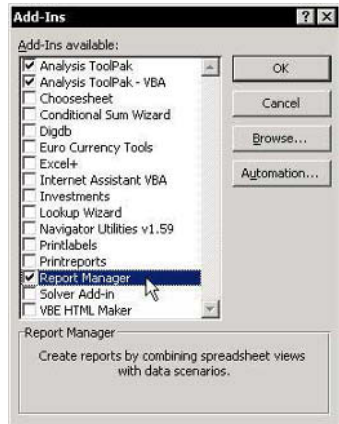 Add-Ins
Add-Ins available:
Analysis ToolPak
Analysis ToolPak - VBA
Choosesheet
Conditional Sum Wizard
Digdb
Euro Currency Tools
Excel+
Internet Assistant VBA
Investments
Lookup Wizard
Navigator Utilities v1.59
Printlabels
Printreports
Report Manager
Solver Add-in
VBE HTML Maker
OK
Cancel
Browse...
Automation...
Report Manager
Create reports by combining spreadsheet views
with data scenarios.